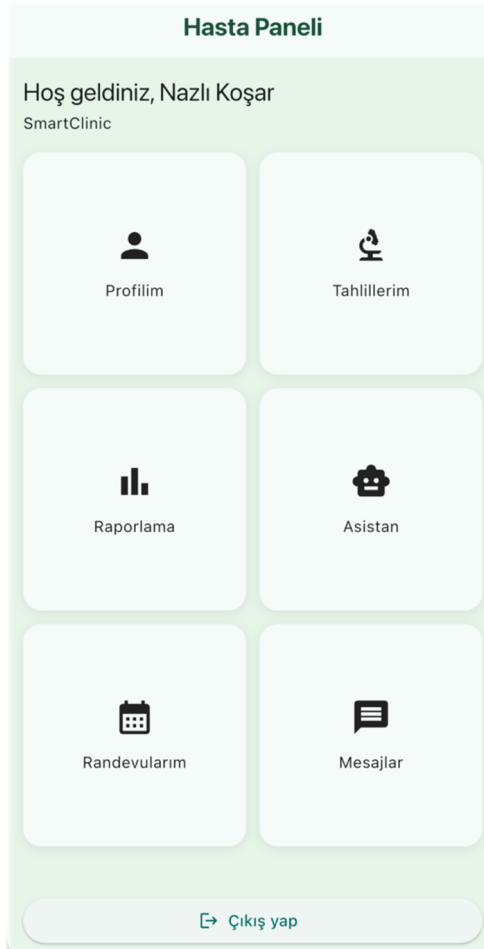 Hasta Paneli
Hoş geldiniz, Nazlı Koşar
SmartClinic
Profilim
Tahlillerim
Raporlama
Asistan
Randevularım
Mesajlar
Çıkış yap